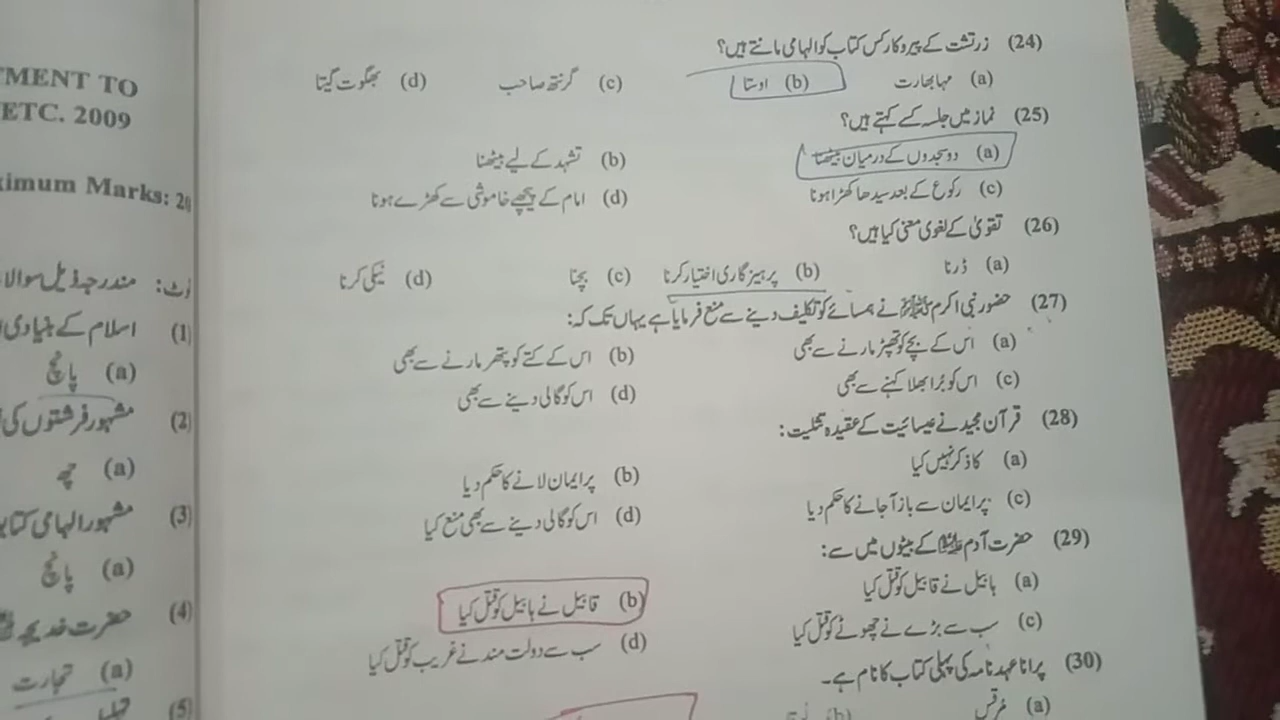 TMENT TO
ETC. 2009
ximum Marks: 20
نوٹ: مندرجہ ذیل سوالا
(1) اسلام کے بنیادی
(a) پانچ
(2) مشہور فرشتوں کی
(a) چھ
(3) مشہور الہامی کتابو
(a) پانچ
(4) حضرت خدیجہ
(a) تجارت
(5)
(24) زرتشت کے پیروکار کس کتاب کو الہامی مانتے ہیں؟
(a) مہا بھارت (b) اوستا (c) گرنتھ صاحب (d) بھگوت گیتا
(25) نماز میں جلسہ کسے کہتے ہیں؟
(a) دو سجدوں کے درمیان بیٹھنا (b) تشہد کے لیے بیٹھنا
(c) رکوع کے بعد سیدھا کھڑا ہونا (d) امام کے پیچھے خاموشی سے کھڑے ہونا
(26) تقویٰ کے لغوی معنی کیا ہیں؟
(a) ڈرنا (b) پرہیز گاری اختیار کرنا (c) بچنا (d) نیکی کرنا
(27) حضور نبی اکرم ﷺ نے ہمسائے کو تکلیف دینے سے منع فرمایا ہے یہاں تک کہ:
(a) اس کے بچے کو تھپڑ مارنے سے بھی (b) اس کے کتے کو پتھر مارنے سے بھی
(c) اس کو برا بھلا کہنے سے بھی (d) اس کو گالی دینے سے بھی
(28) قرآن مجید نے عیسائیت کے عقیدہ تثلیث:
(a) کا ذکر نہیں کیا (b) پر ایمان لانے کا حکم دیا
(c) پر ایمان سے باز آ جانے کا حکم دیا (d) اس کو گالی دینے سے بھی منع کیا
(29) حضرت آدم علیہ السلام کے بیٹوں میں سے:
(a) ہابیل نے قابیل کو قتل کیا (b) قابیل نے ہابیل کو قتل کیا
(c) سب سے بڑے نے چھوٹے کو قتل کیا (d) سب سے دولت مند نے غریب کو قتل کیا
(30) پرانا عہد نامہ کی پہلی کتاب کا نام ہے۔
(a) مرقس (b)